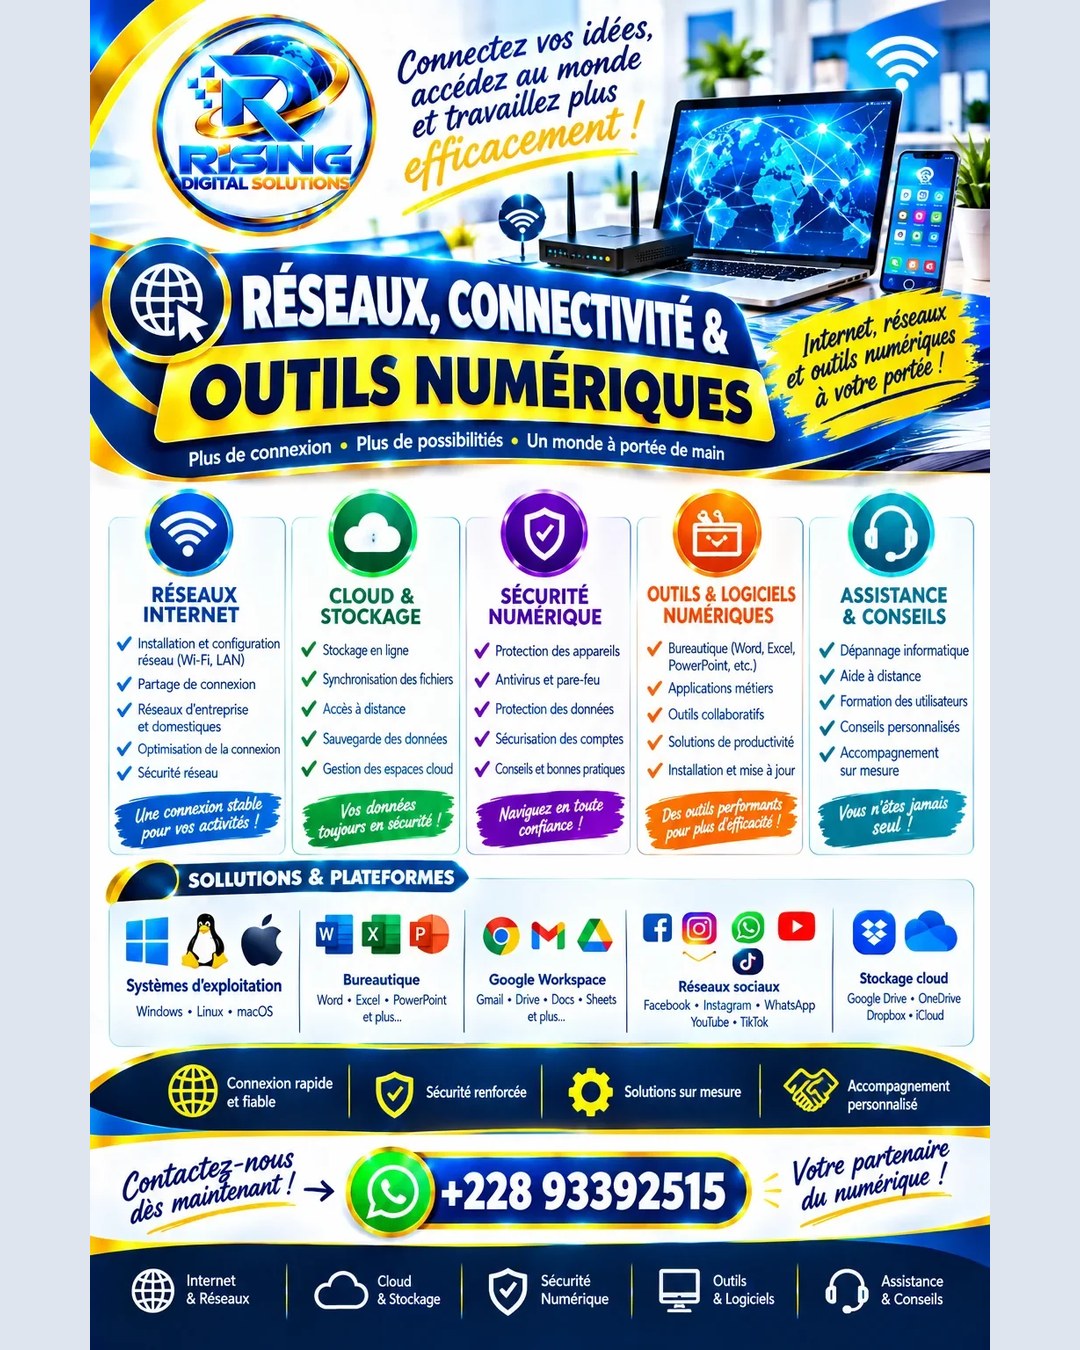 Connectez vos idées,
accédez au monde
et travaillez plus
efficacement !
RISING
DIGITAL SOLUTIONS
RÉSEAUX, CONNECTIVITÉ &
OUTILS NUMÉRIQUES
Plus de connexion • Plus de possibilitiés • Un monde à portée de main
Internet, réseaux
et outils numériques
à votre portée !
RÉSEAUX
INTERNET
Installation et configuration
réseau (Wi-Fi, LAN)
Partage de connexion
Réseaux d'entreprise
et domestiques
Optimisation de la connexion
Sécurité réseau
Une connexion stable
pour vos activités !
CLOUD &
STOCKAGE
Stockage en ligne
Synchronisation des fichiers
Accès à distance
Sauvegarde des données
Gestion des espaces cloud
Vos données
toujours en sécurité !
SÉCURITÉ
NUMÉRIQUE
Protection des appareils
Antivirus et pare-feu
Protection des données
Sécurisation des comptes
Conseils et bonnes pratiques
Naviguez en toute
confiance !
OUTILS & LOGICIELS
NUMÉRIQUES
Bureautique (Word, Excel,
PowerPoint, etc.)
Applications métiers
Outils collaboratifs
Solutions de productivité
Installation et mise à jour
Des outils performants
pour plus d'efficacité !
ASSISTANCE
& CONSEILS
Dépannage informatique
Aide à distance
Formation des utilisateurs
Conseils personnalisés
Accompagnement
sur mesure
Vous n'êtes jamais
seul !
SOLLUTIONS & PLATEFORMES
Systèmes d'exploitation
Windows • Linux • macOS
W X P
Bureautique
Word • Excel • PowerPoint
et plus...
Google Workspace
Gmail • Drive • Docs • Sheets
et plus...
Réseaux sociaux
Facebook • Instagram • WhatsApp
YouTube • TikTok
Stockage cloud
Google Drive • OneDrive
Dropbox • iCloud
Connexion rapide
et fiable
Sécurité renforcée
Solutions sur mesure
Accompagnement
personnalisé
Contactez-nous
dès maintenant !
+228 93392515
Votre partenaire
du numérique !
Internet
& Réseaux
Cloud
& Stockage
Sécurité
Numérique
Outils
& Logiciels
Assistance
& Conseils